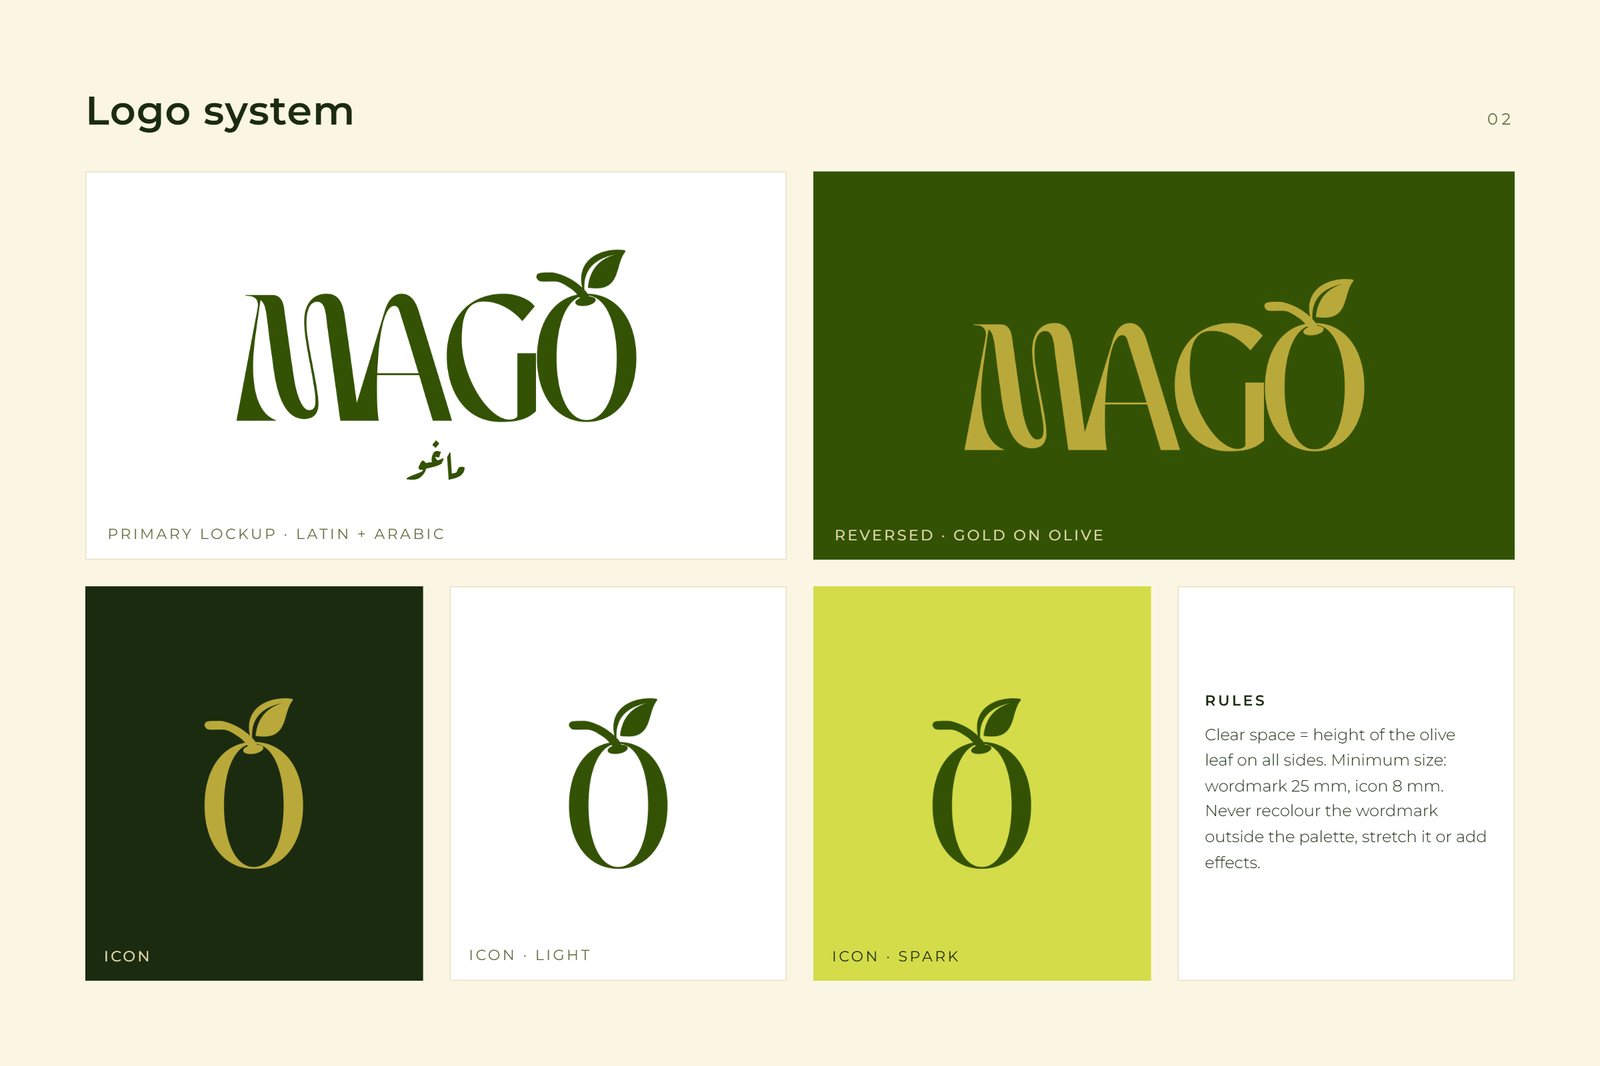 Logo system
02
MAGO
ماغو
PRIMARY LOCKUP · LATIN + ARABIC
MAGO
REVERSED · GOLD ON OLIVE
ICON
ICON · LIGHT
ICON · SPARK
RULES
Clear space = height of the olive
leaf on all sides. Minimum size:
wordmark 25 mm, icon 8 mm.
Never recolour the wordmark
outside the palette, stretch it or add
effects.